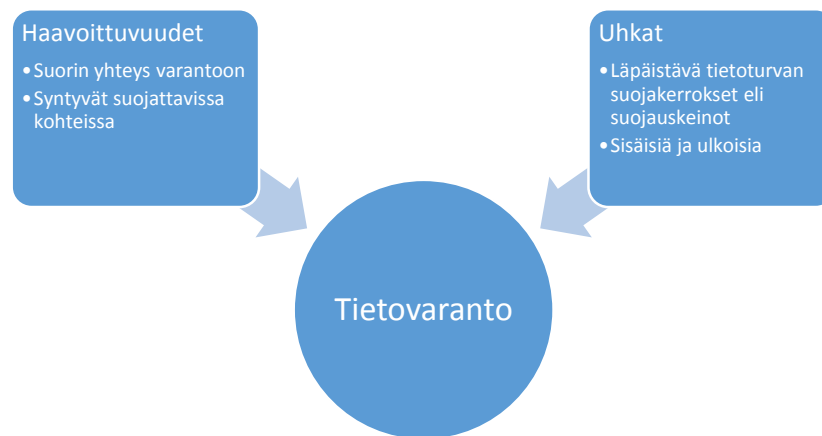 Haavoittuvuudet
• Suorin yhteys varantoon
• Syntyvät suojattavissa
kohteissa
Uhkat
• Läpäistävä tietoturvan
suojakerrokset eli
suojauskeinot
• Sisäisiä ja ulkoisia
Tietovaranto